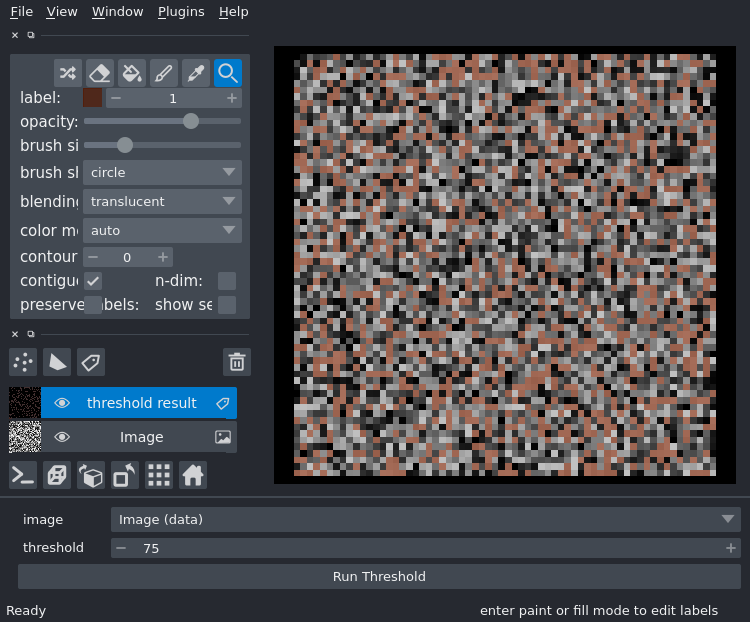 File View Window Plugins Help
label: 1
opacity:
brush si
brush sl circle
blending translucent
color m auto
contour 0
contigu n-dim:
preserve abels: show se
threshold result
Image
image Image (data)
threshold 75
Run Threshold
Ready enter paint or fill mode to edit labels